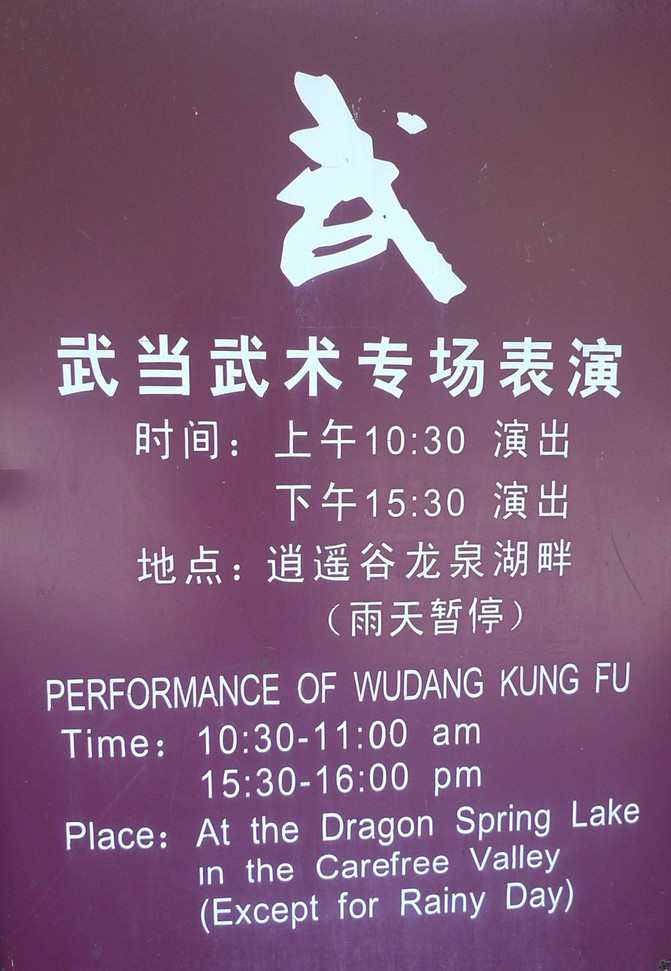 武
武当武术专场表演
时间：上午10:30 演出
下午15:30 演出
地点：逍遥谷龙泉湖畔
（雨天暂停）
PERFORMANCE OF WUDANG KUNG FU
Time：10:30-11:00 am
15:30-16:00 pm
Place：At the Dragon Spring Lake
in the Carefree Valley
(Except for Rainy Day)